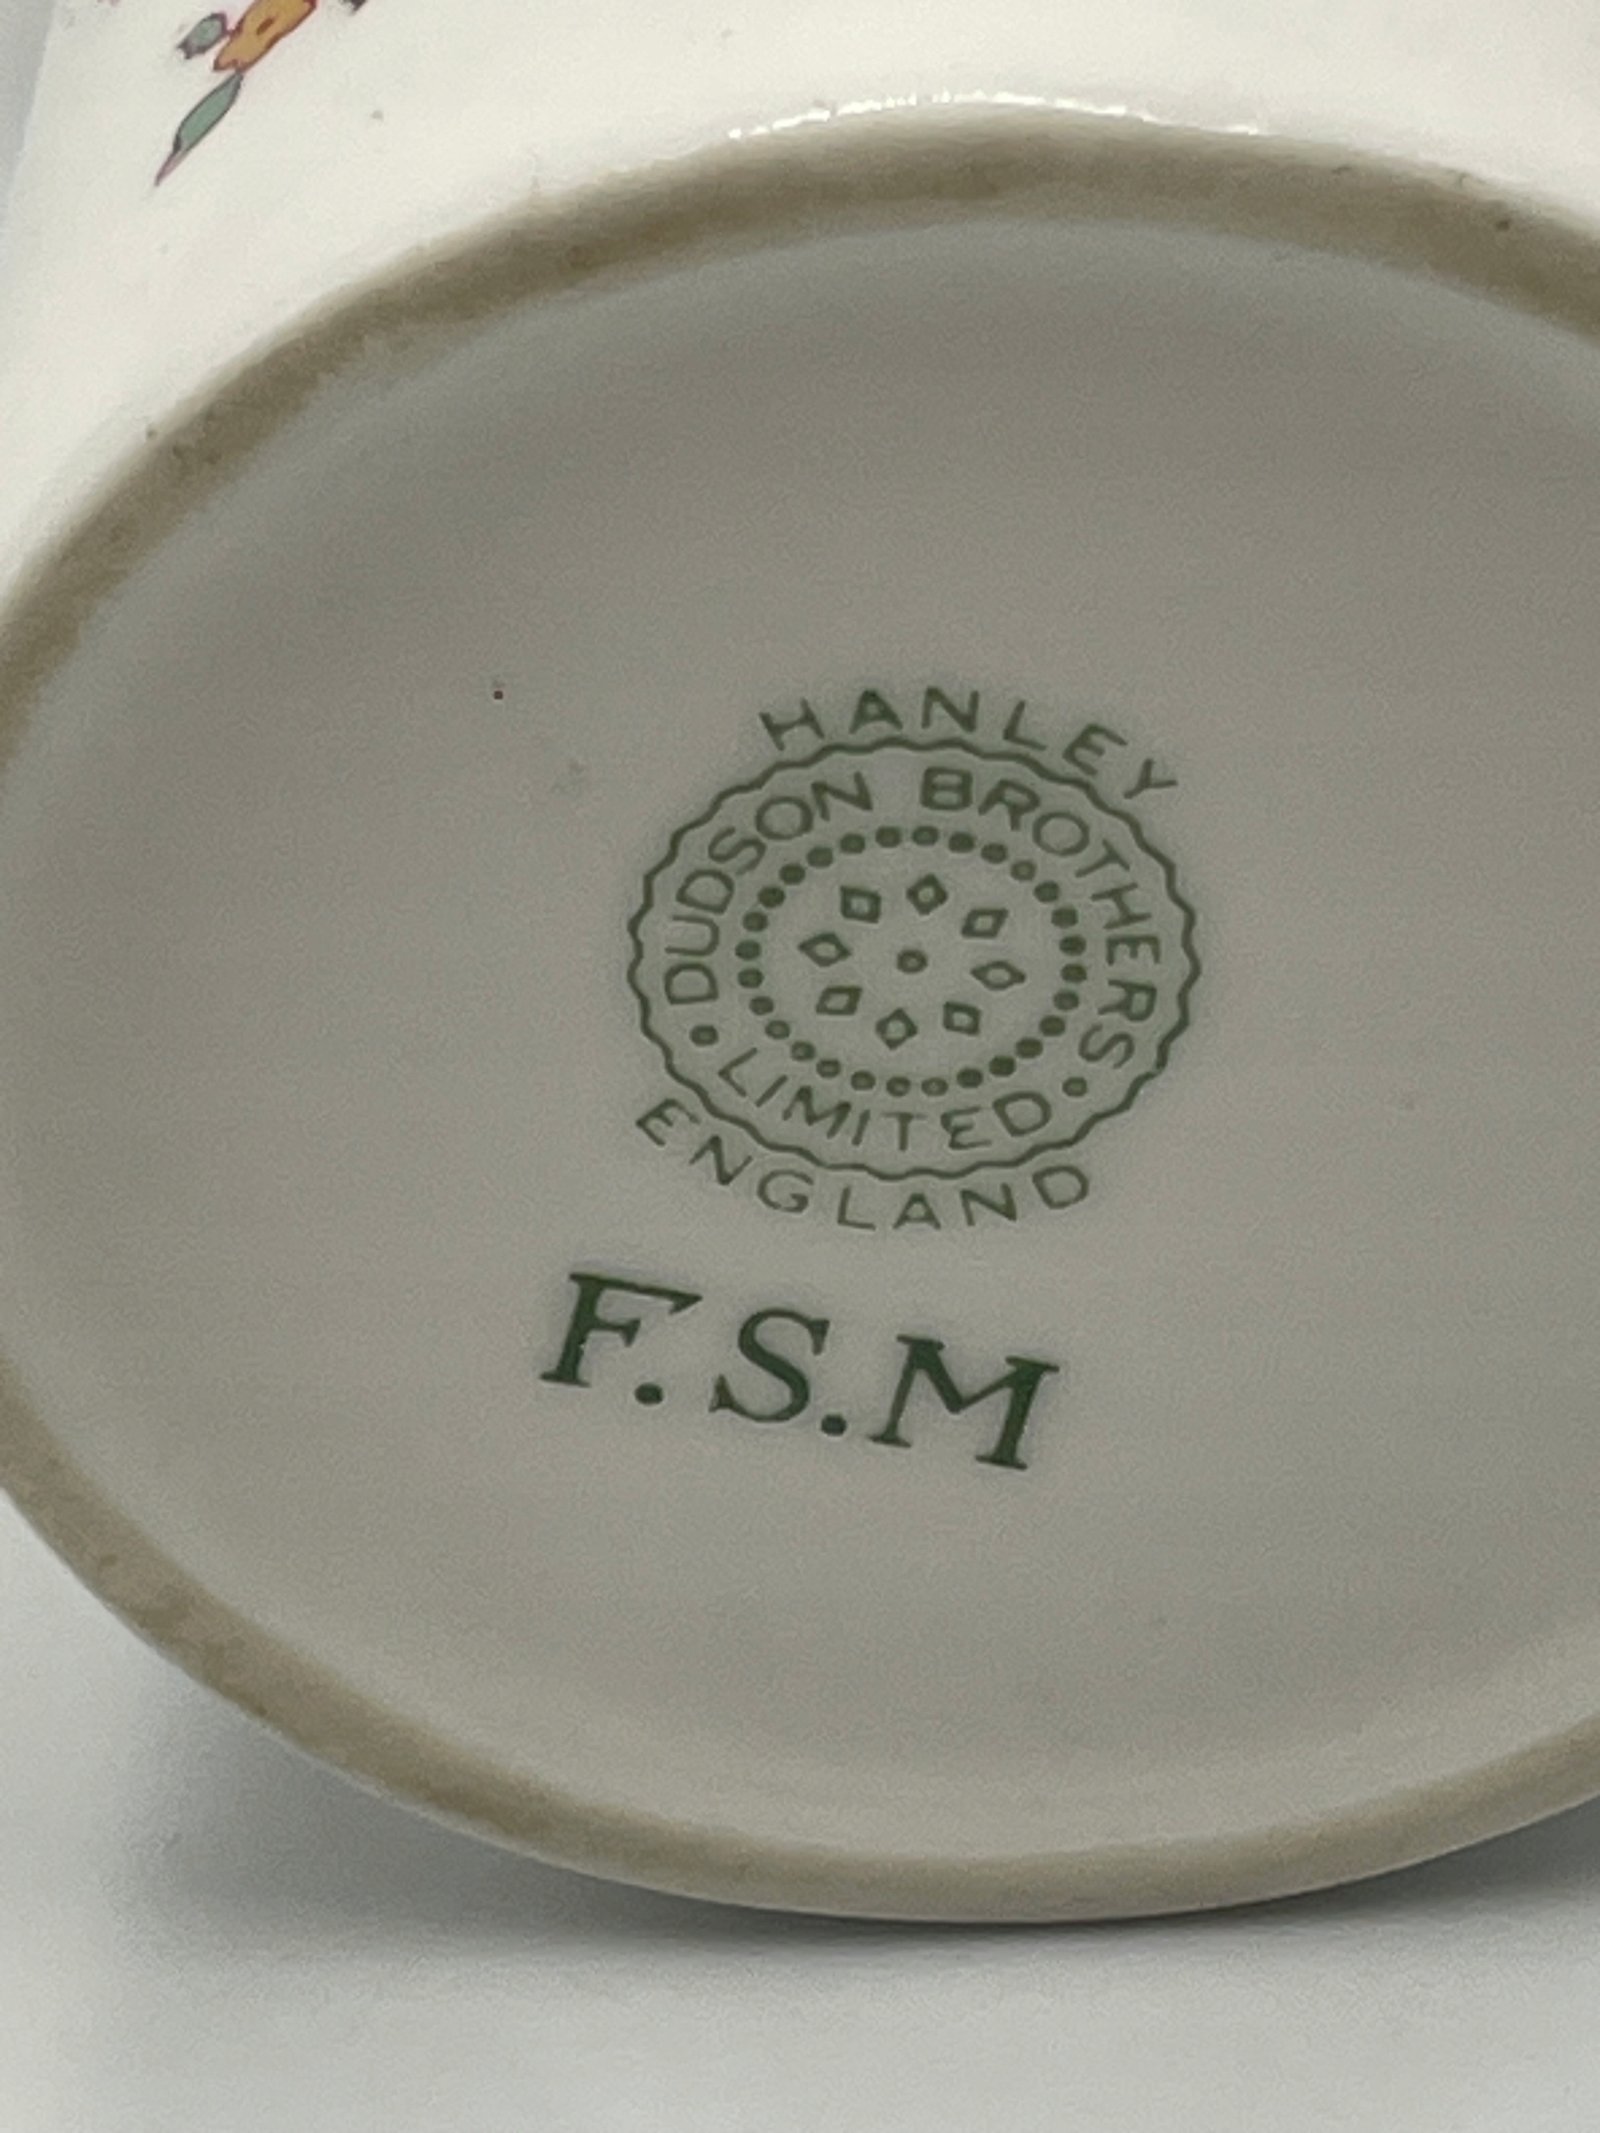 HANLEY
DUDSON BROTHERS
• LIMITED •
ENGLAND
F.S.M